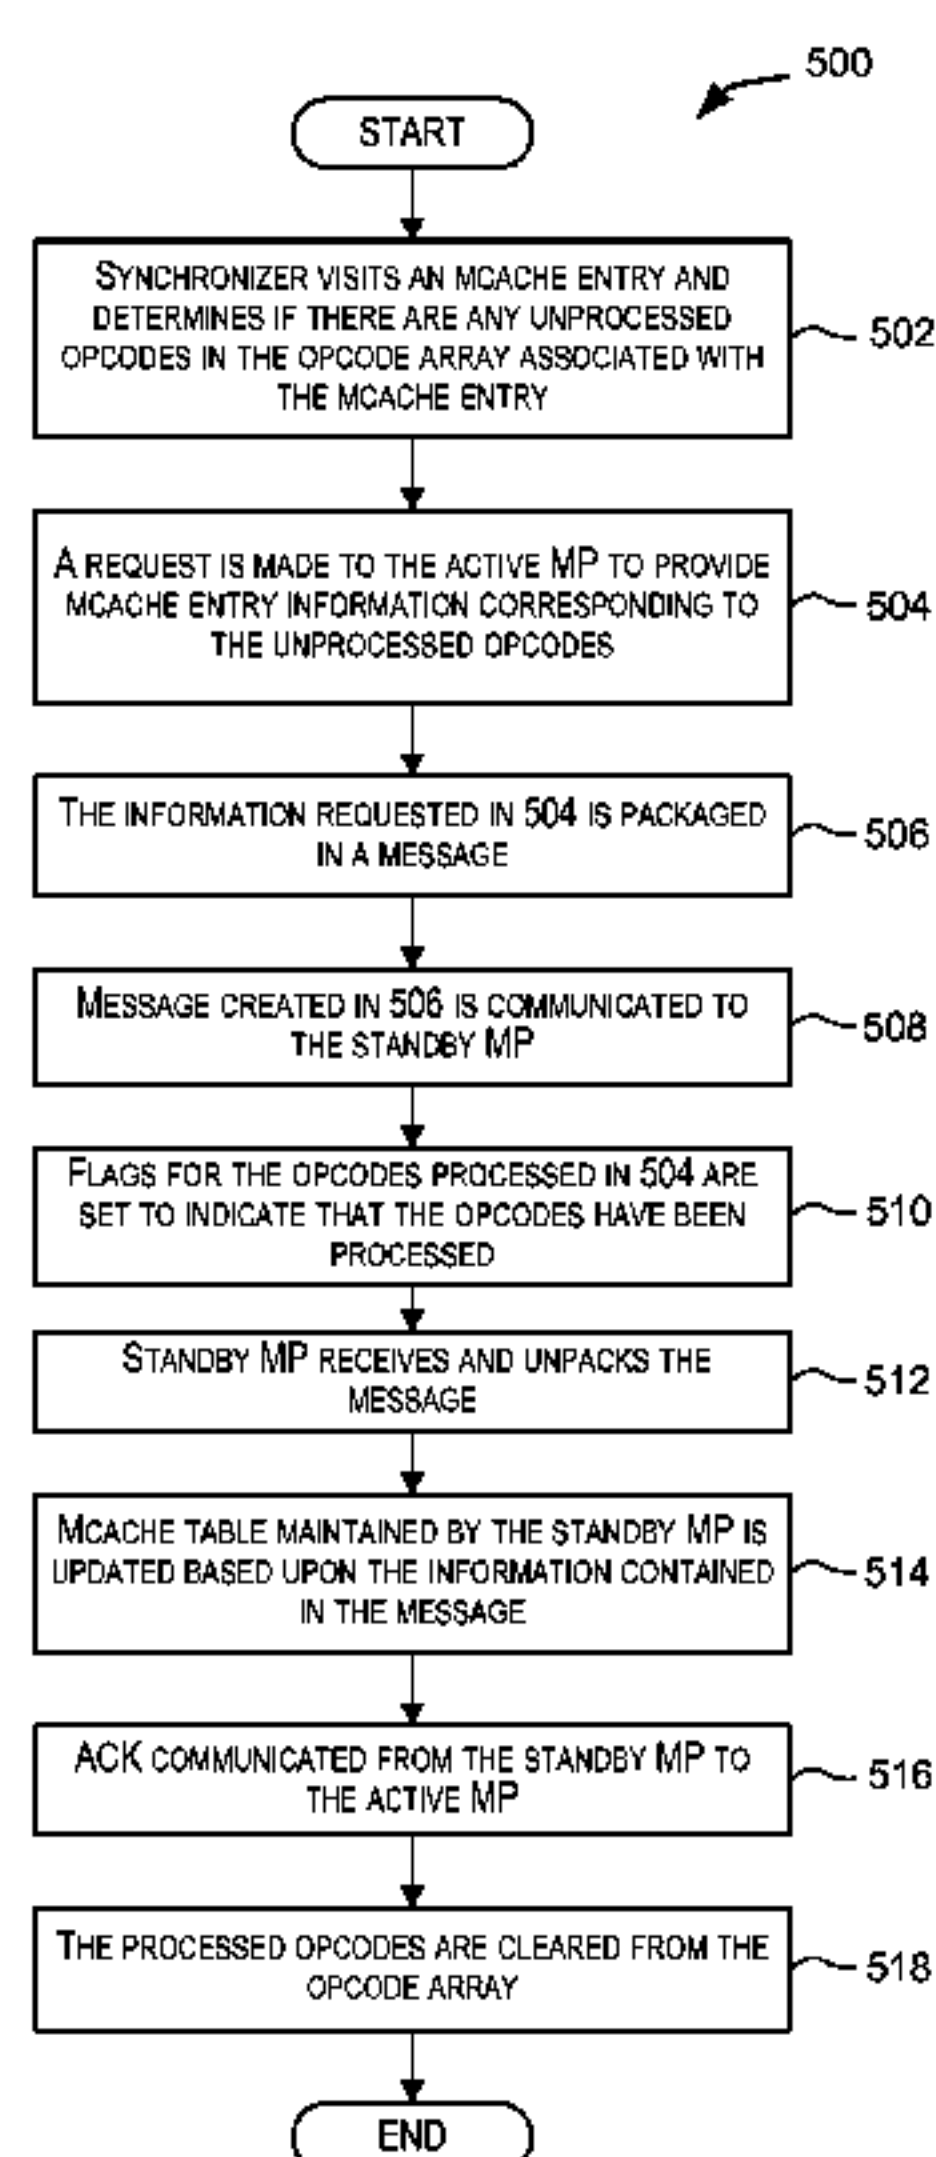 500
START
SYNCHRONIZER VISITS AN MCACHE ENTRY AND
DETERMINES IF THERE ARE ANY UNPROCESSED
OPCODES IN THE OPCODE ARRAY ASSOCIATED WITH
THE MCACHE ENTRY
502
A REQUEST IS MADE TO THE ACTIVE MP TO PROVIDE
MCACHE ENTRY INFORMATION CORRESPONDING TO
THE UNPROCESSED OPCODES
504
THE INFORMATION REQUESTED IN 504 IS PACKAGED
IN A MESSAGE
506
MESSAGE CREATED IN 506 IS COMMUNICATED TO
THE STANDBY MP
508
FLAGS FOR THE OPCODES PROCESSED IN 504 ARE
SET TO INDICATE THAT THE OPCODES HAVE BEEN
PROCESSED
510
STANDBY MP RECEIVES AND UNPACKS THE
MESSAGE
512
MCACHE TABLE MAINTAINED BY THE STANDBY MP IS
UPDATED BASED UPON THE INFORMATION CONTAINED
IN THE MESSAGE
514
ACK COMMUNICATED FROM THE STANDBY MP TO
THE ACTIVE MP
516
THE PROCESSED OPCODES ARE CLEARED FROM THE
OPCODE ARRAY
518
END